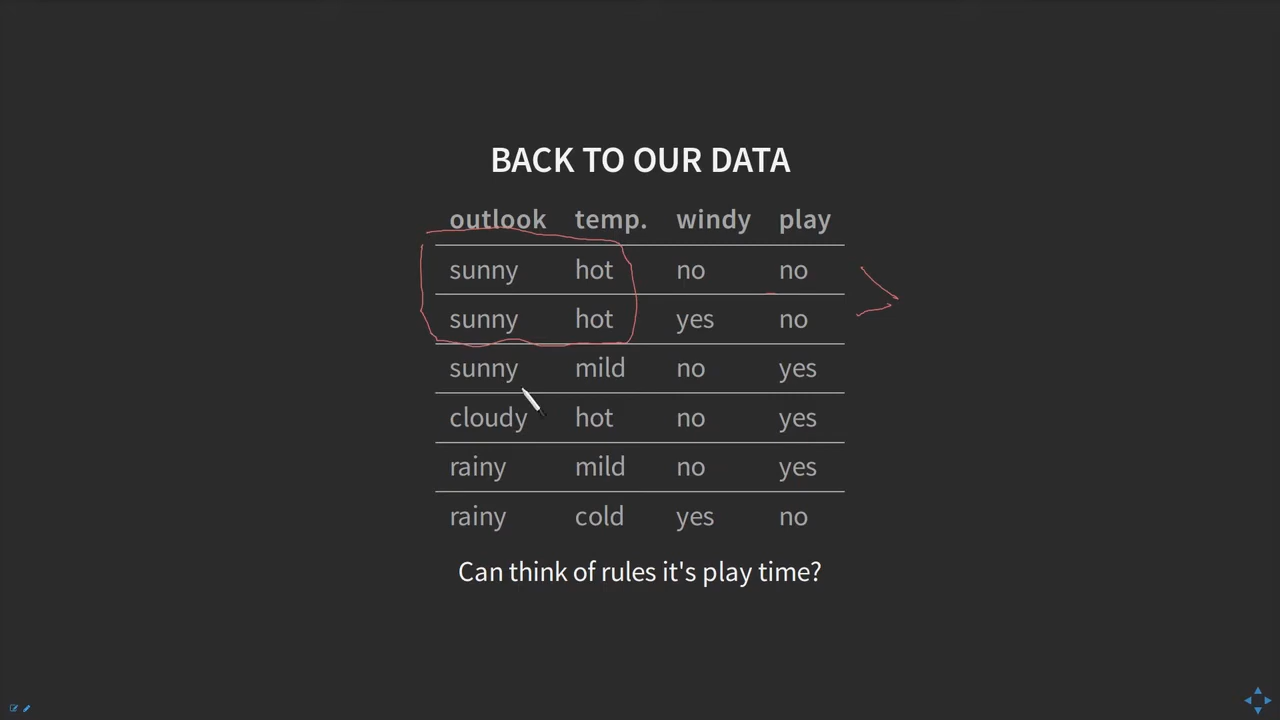 BACK TO OUR DATA
outlook temp. windy play
sunny hot no no
sunny hot yes no
sunny mild no yes
cloudy hot no yes
rainy mild no yes
rainy cold yes no
Can think of rules it's play time?